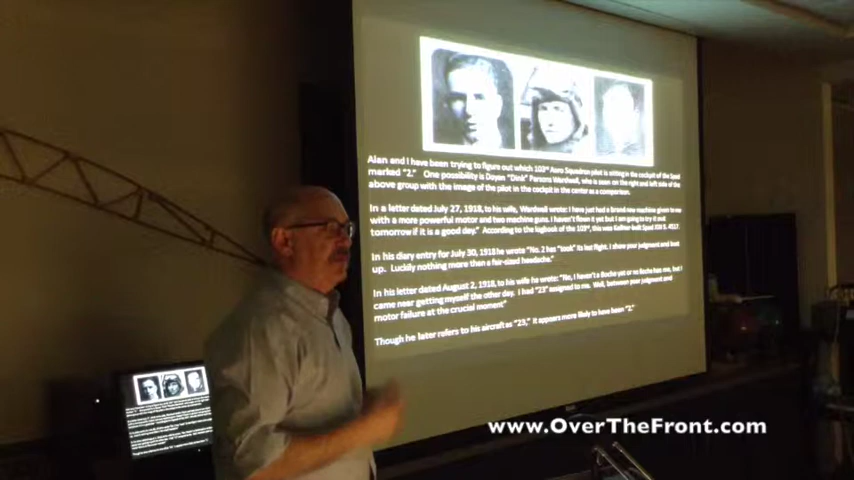 Alan and I have been trying to figure out which 103rd Aero Squadron pilot is sitting in the cockpit of the Spad
marked "2." One possibility is Doyen "Dink" Parsons Wardwell, who is seen on the right and left side of the
above group with the image of the pilot in the cockpit in the center as a comparison.
In a letter dated July 27, 1918, to his wife, Wardwell wrote: I have just had a brand new machine given to me
with a more powerful motor and two machine guns. I haven't flown it yet but I am going to try it out
tomorrow if it is a good day." According to the logbook of the 103rd, this was Kellner built Spad XIII S. 4517.
In his diary entry for July 30, 1918 he wrote "No. 2 has "took" its last flight. I show your judgment and bust
up. Luckily nothing more than a fair-sized headache."
In his letter dated August 2, 1918, to his wife he wrote: "No, I haven't a Boche yet or no Boche has me, but I
came near getting myself the other day. I had "23" assigned to me. Well, between poor judgment and
motor failure at the crucial moment"
Though he later refers to his aircraft as "23," it appears more likely to have been "2."
www.OverTheFront.com